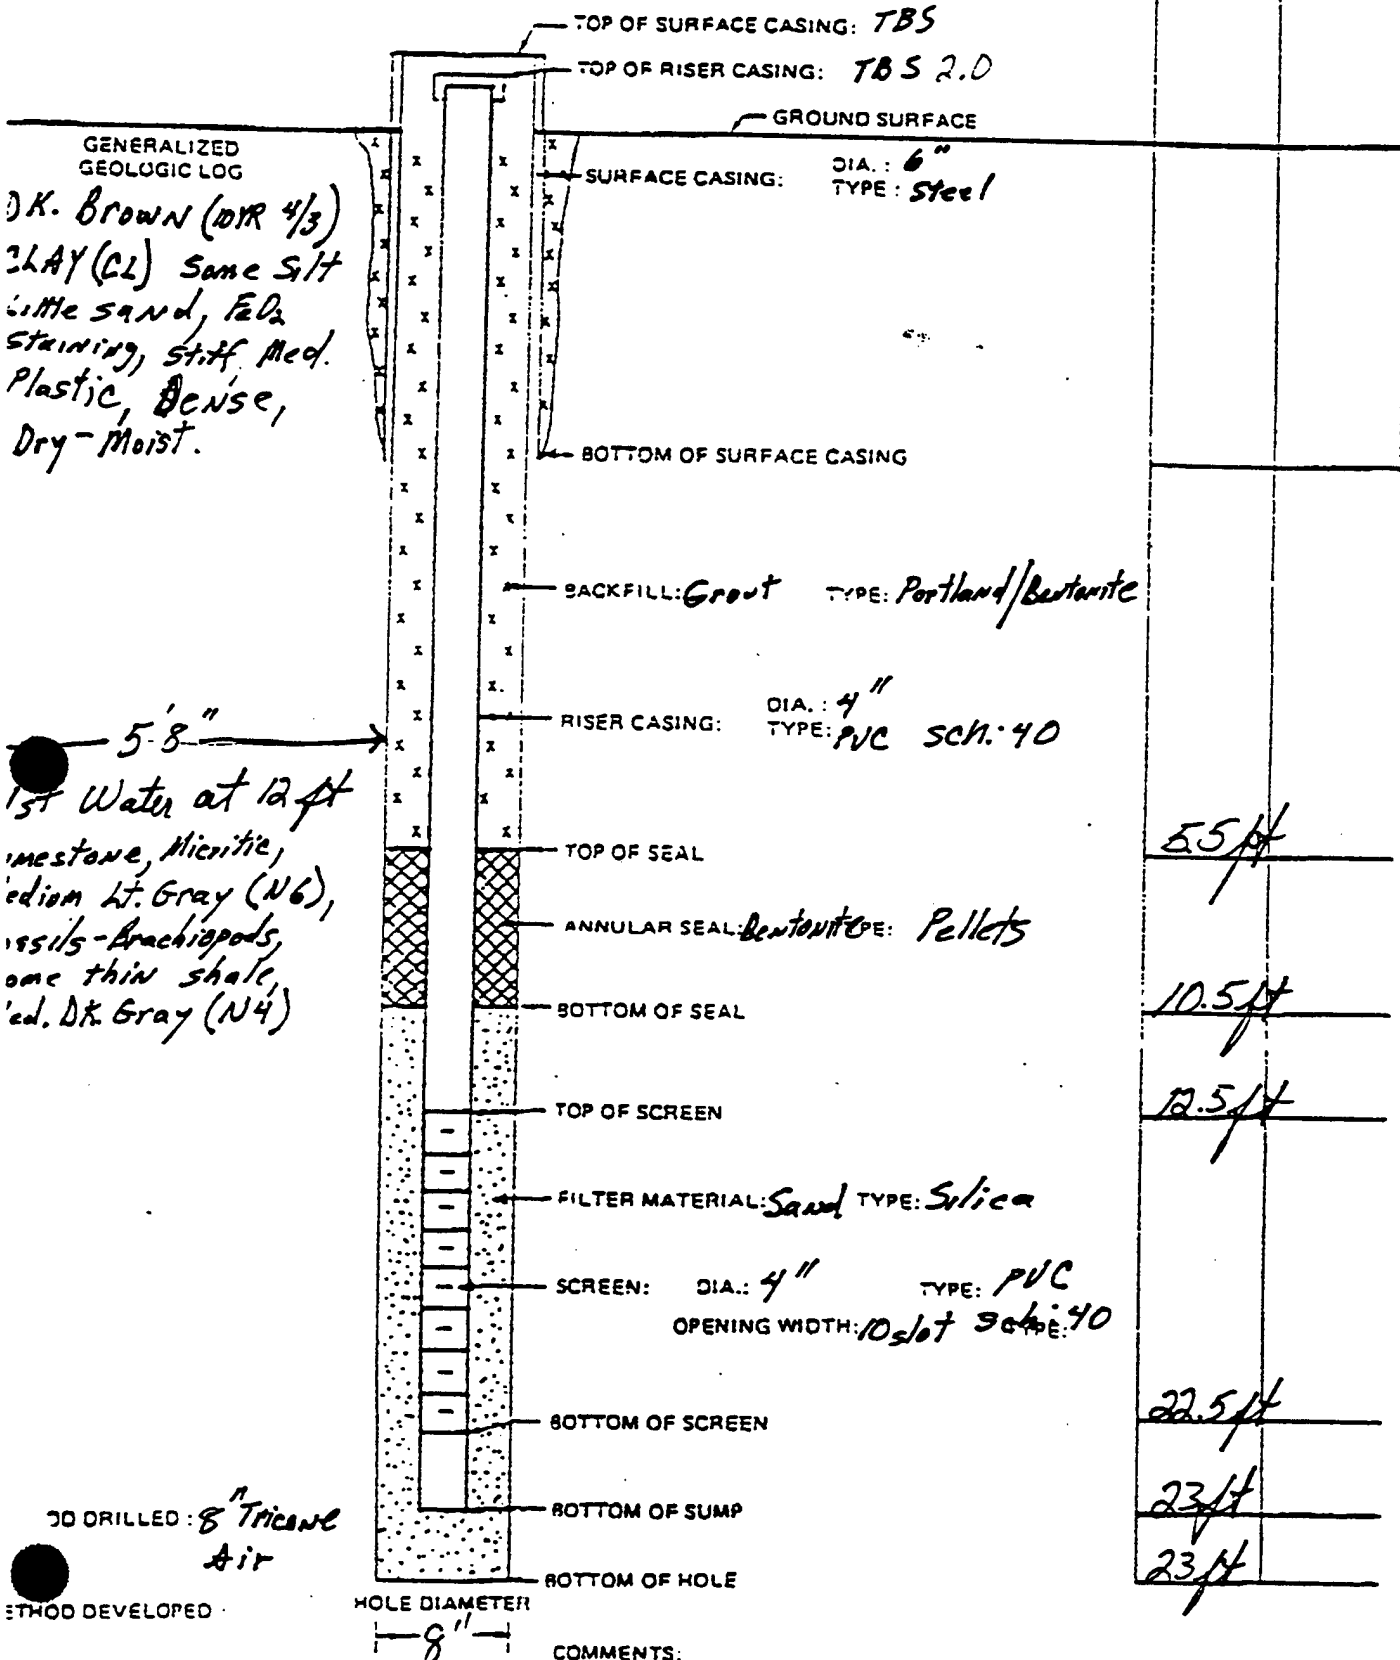 TOP OF SURFACE CASING: TBS
TOP OF RISER CASING: TBS 2.0
GROUND SURFACE
GENERALIZED
GEOLOGIC LOG
DK. Brown (10YR 4/3)
CLAY (CL) Some Silt
Little sand, FeO2
Staining, Stiff, Med.
Plastic, Dense,
Dry-Moist.
SURFACE CASING: DIA.: 6"
TYPE: Steel
BOTTOM OF SURFACE CASING
BACKFILL: Grout TYPE: Portland/Bentonite
RISER CASING: DIA.: 4"
TYPE: PVC sch. 40
5'8"
1st Water at 12 ft
imestone, Micritic,
edium Lt. Gray (N6),
ssils-Brachiopods,
ome thin shale,
ed. DK. Gray (N4)
TOP OF SEAL 5.5 ft
ANNULAR SEAL: Bentonite PE: Pellets
BOTTOM OF SEAL 10.5 ft
TOP OF SCREEN 12.5 ft
FILTER MATERIAL: Sand TYPE: Silica
SCREEN: DIA.: 4" TYPE: PVC
OPENING WIDTH: 10 slot sch. 40
BOTTOM OF SCREEN 22.5 ft
BOTTOM OF SUMP 23 ft
OD DRILLED: 8" Tricone
Air
BOTTOM OF HOLE 23 ft
ETHOD DEVELOPED
HOLE DIAMETER
8"
COMMENTS: